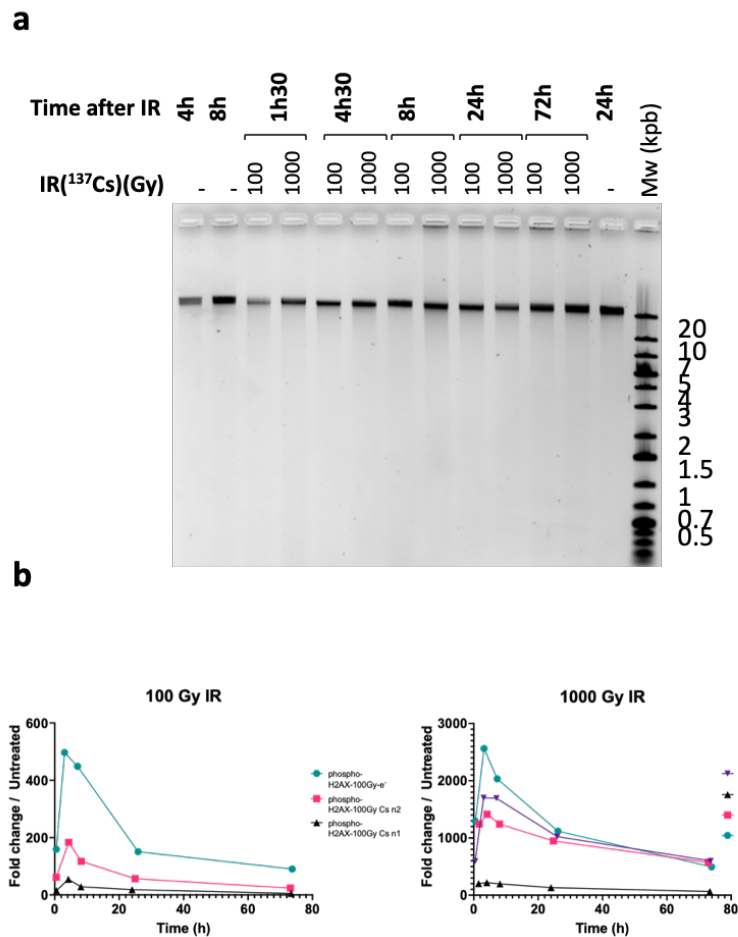 a
Time after IR 4h 8h 1h30 4h30 8h 24h 72h 24h Mw (kpb)
IR(¹³⁷Cs)(Gy) - - 100 1000 100 1000 100 1000 100 1000 100 1000 -
20
10
7
5
4
3
2
1.5
1
0.7
0.5
b
100 Gy IR
Fold change / Untreated
600
400
200
0
0 20 40 60 80
Time (h)
phospho-
H2AX-100Gy-e⁻
phospho-
H2AX-100Gy Cs n2
phospho-
H2AX-100Gy Cs n1
1000 Gy IR
Fold change / Untreated
3000
2000
1000
0
0 20 40 60 80
Time (h)